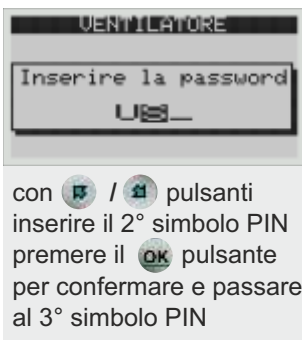 VENTILATORE
Inserire la password
U8_
con / pulsanti
inserire il 2° simbolo PIN
premere il OK pulsante
per confermare e passare
al 3° simbolo PIN